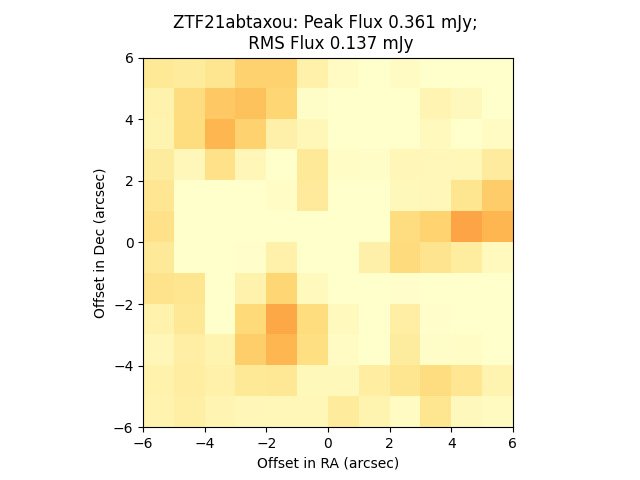 ZTF21abtaxou: Peak Flux 0.361 mJy;
RMS Flux 0.137 mJy
6
4
2
0
−2
−4
−6
Offset in Dec (arcsec)
−6 −4 −2 0 2 4 6
Offset in RA (arcsec)